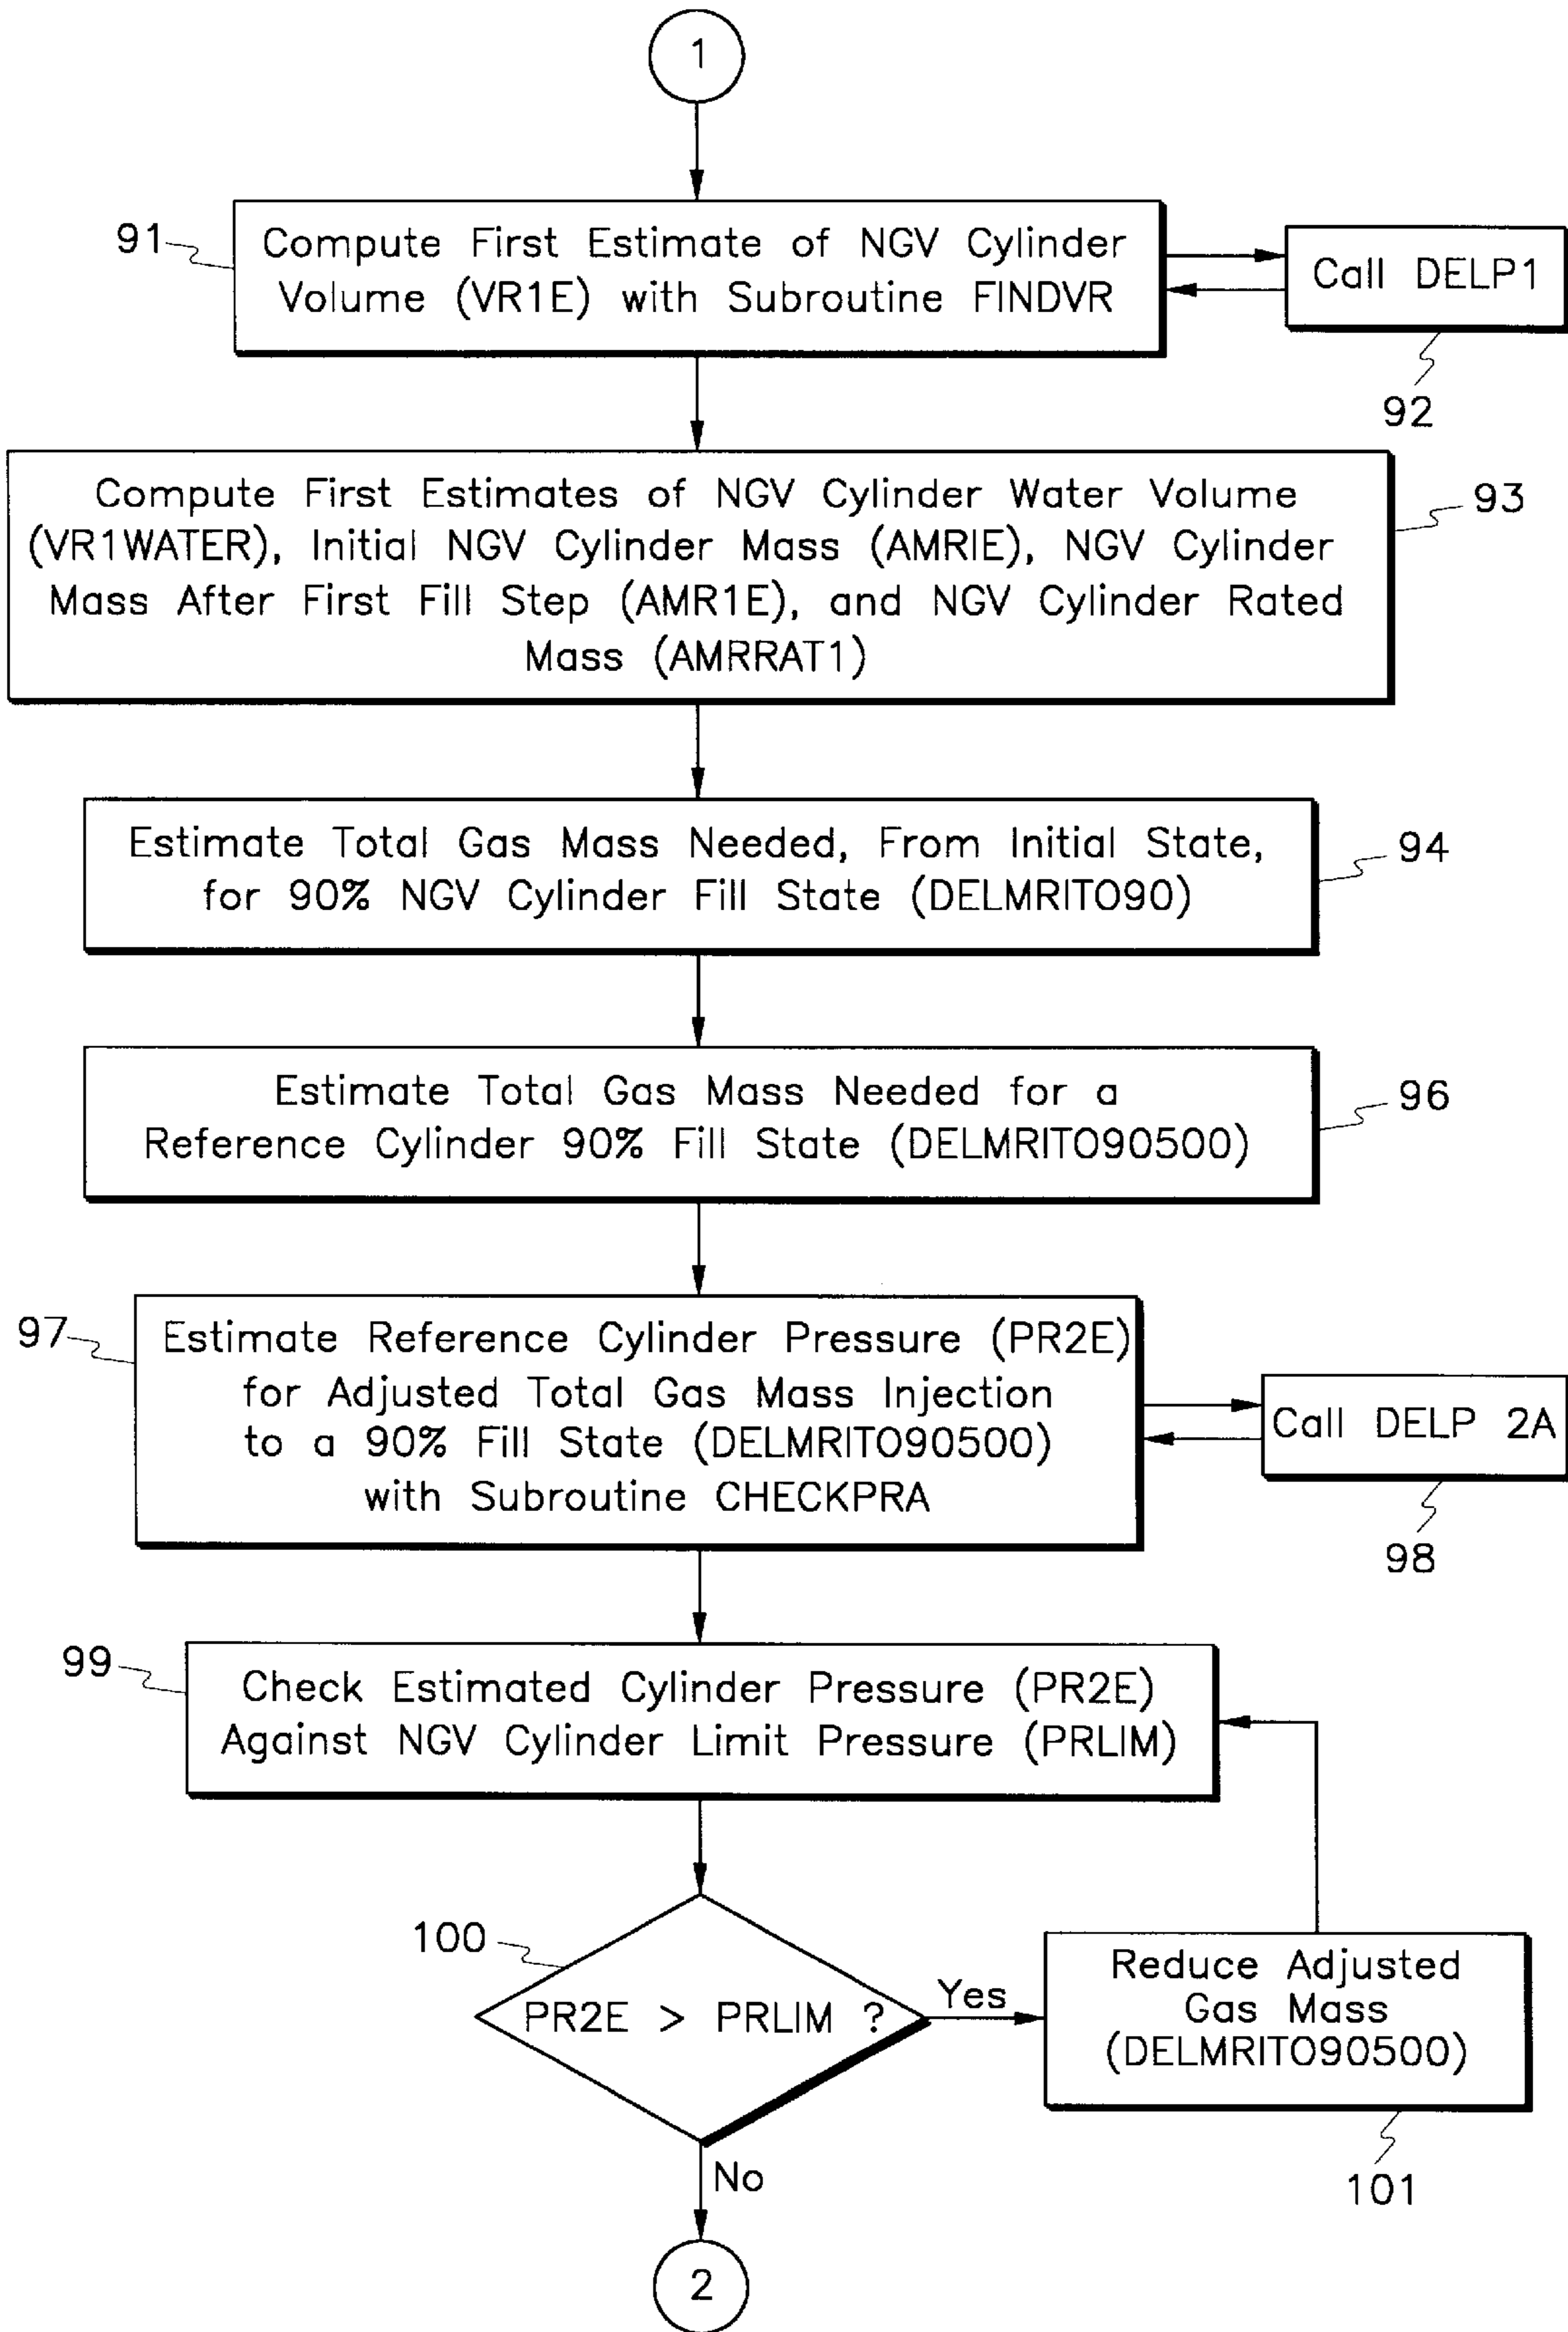 1
91
Compute First Estimate of NGV Cylinder
Volume (VR1E) with Subroutine FINDVR
Call DELP1
92
Compute First Estimates of NGV Cylinder Water Volume
(VR1WATER), Initial NGV Cylinder Mass (AMRIE), NGV Cylinder
Mass After First Fill Step (AMR1E), and NGV Cylinder Rated
Mass (AMRRAT1)
93
Estimate Total Gas Mass Needed, From Initial State,
for 90% NGV Cylinder Fill State (DELMRITO90)
94
Estimate Total Gas Mass Needed for a
Reference Cylinder 90% Fill State (DELMRITO90500)
96
97
Estimate Reference Cylinder Pressure (PR2E)
for Adjusted Total Gas Mass Injection
to a 90% Fill State (DELMRITO90500)
with Subroutine CHECKPRA
Call DELP 2A
98
99
Check Estimated Cylinder Pressure (PR2E)
Against NGV Cylinder Limit Pressure (PRLIM)
100
PR2E > PRLIM ?
Yes
Reduce Adjusted
Gas Mass
(DELMRITO90500)
101
No
2